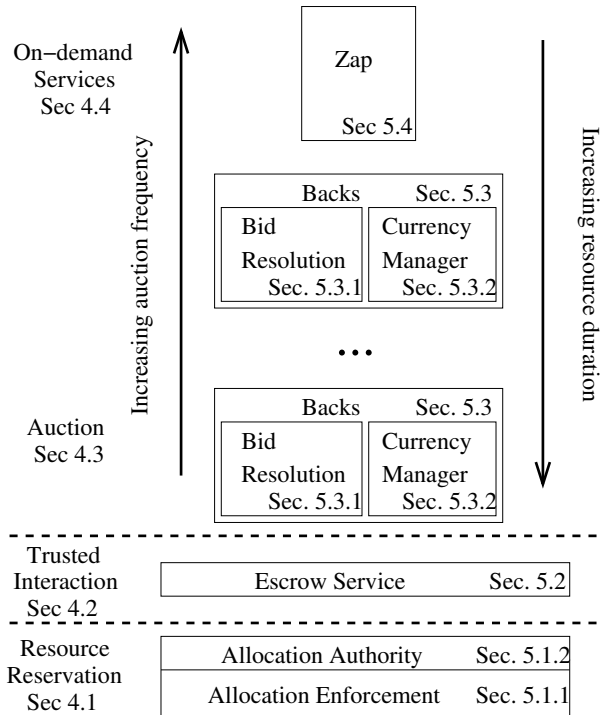 On−demand
Services
Sec 4.4
Zap
Sec 5.4
Increasing auction frequency
Increasing resource duration
Backs Sec. 5.3
Bid
Resolution
Sec. 5.3.1
Currency
Manager
Sec. 5.3.2
...
Auction
Sec 4.3
Backs Sec. 5.3
Bid
Resolution
Sec. 5.3.1
Currency
Manager
Sec. 5.3.2
Trusted
Interaction
Sec 4.2
Escrow Service Sec. 5.2
Resource
Reservation
Sec 4.1
Allocation Authority Sec. 5.1.2
Allocation Enforcement Sec. 5.1.1